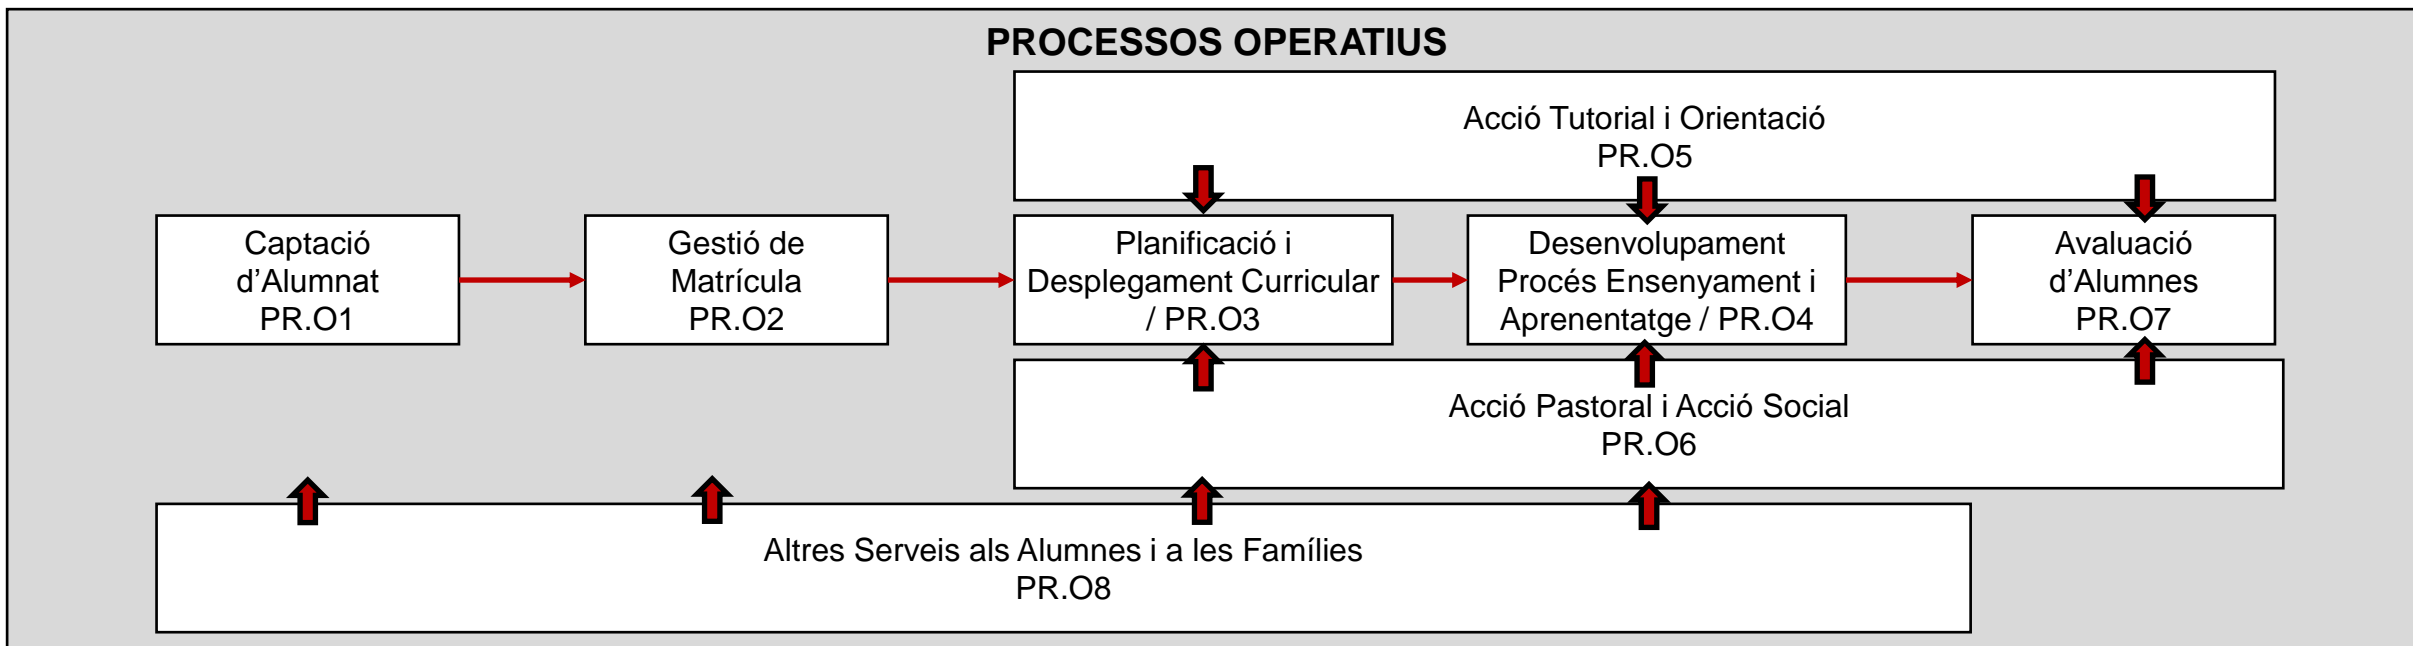 PROCESSOS OPERATIUS
Acció Tutorial i Orientació
PR.O5
Captació
d’Alumnat
PR.O1
Gestió de
Matrícula
PR.O2
Planificació i
Desplegament Curricular
/ PR.O3
Desenvolupament
Procés Ensenyament i
Aprenentatge / PR.O4
Avaluació
d’Alumnes
PR.O7
Acció Pastoral i Acció Social
PR.O6
Altres Serveis als Alumnes i a les Famílies
PR.O8